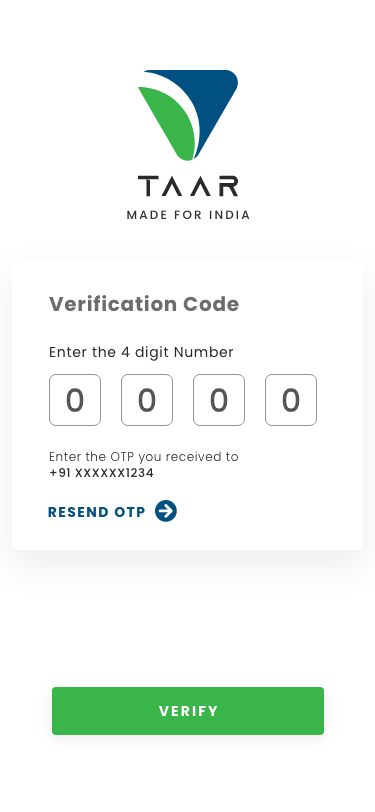 TAAR
MADE FOR INDIA
Verification Code
Enter the 4 digit Number
0 0 0 0
Enter the OTP you received to
+91 XXXXXX1234
RESEND OTP
VERIFY